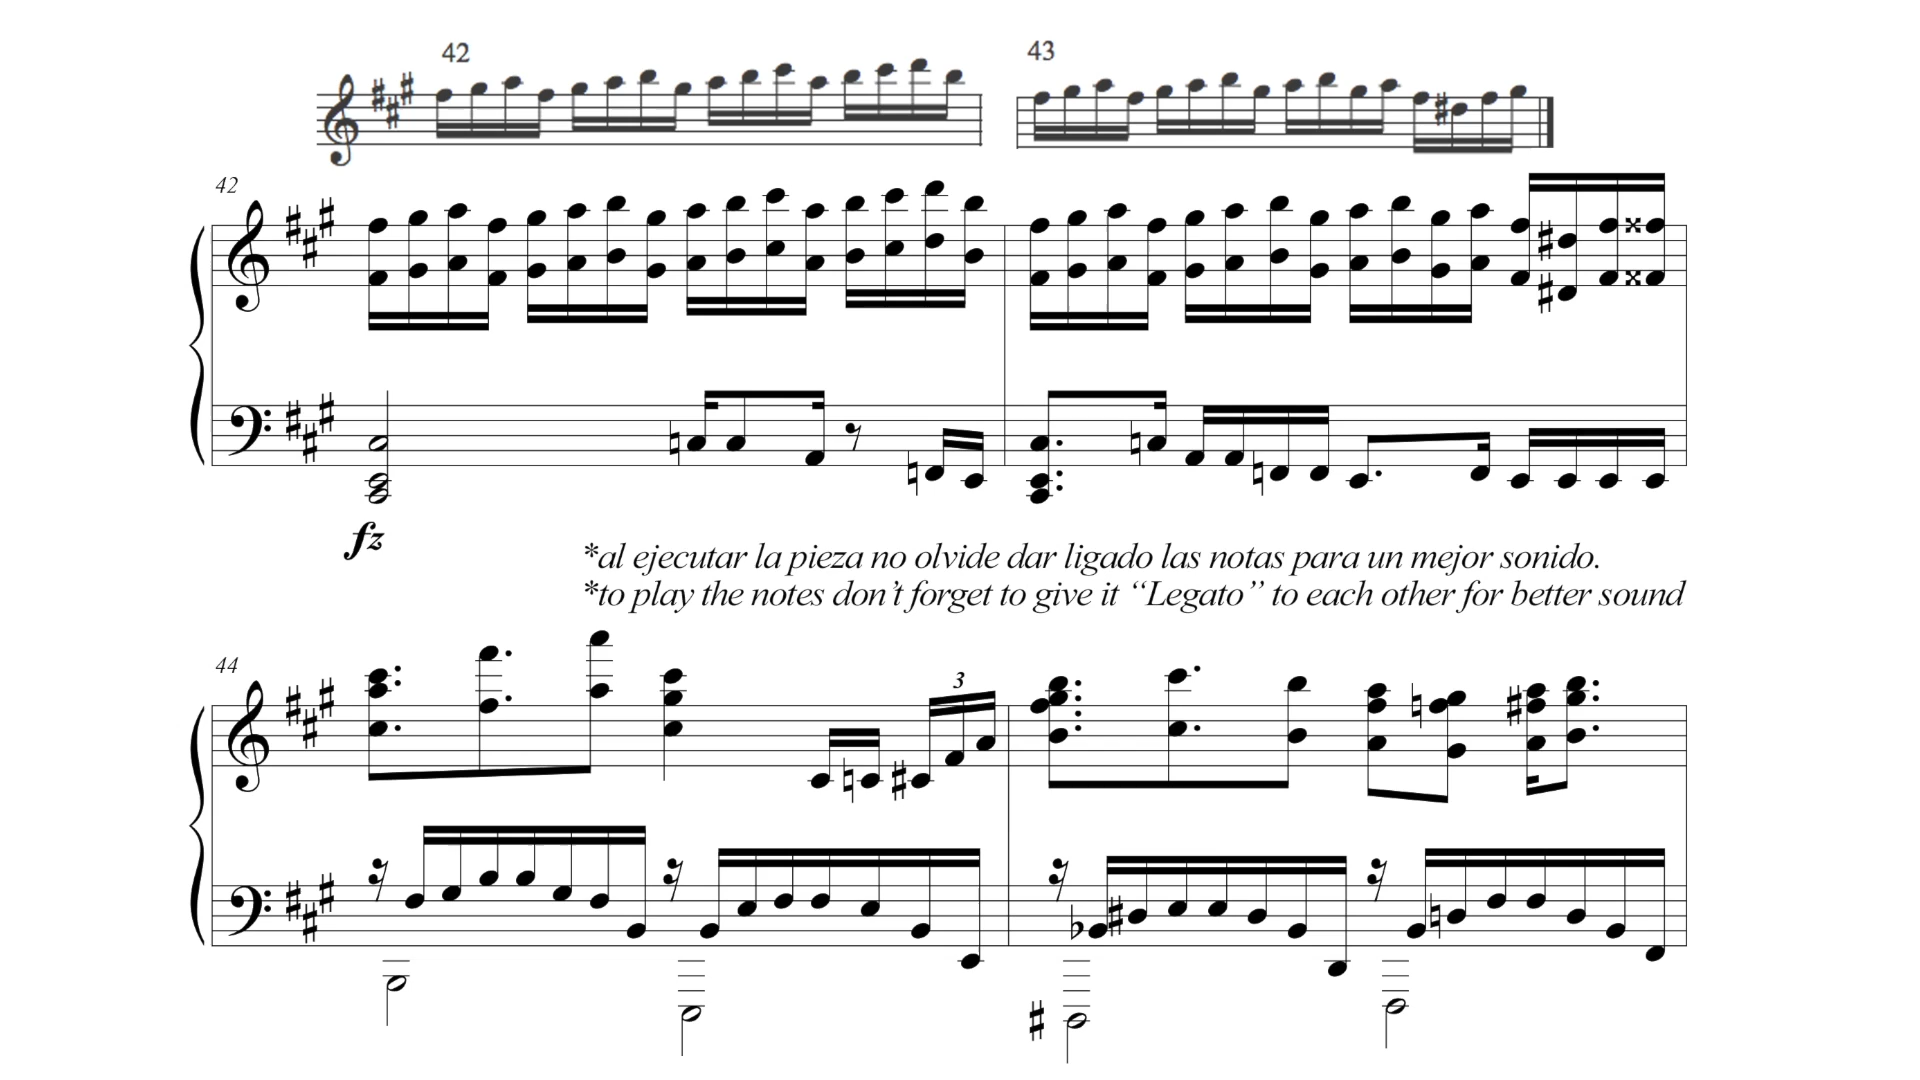 42
43
42
fz
*al ejecutar la pieza no olvide dar ligado las notas para un mejor sonido.
*to play the notes don't forget to give it “Legato” to each other for better sound
44
3